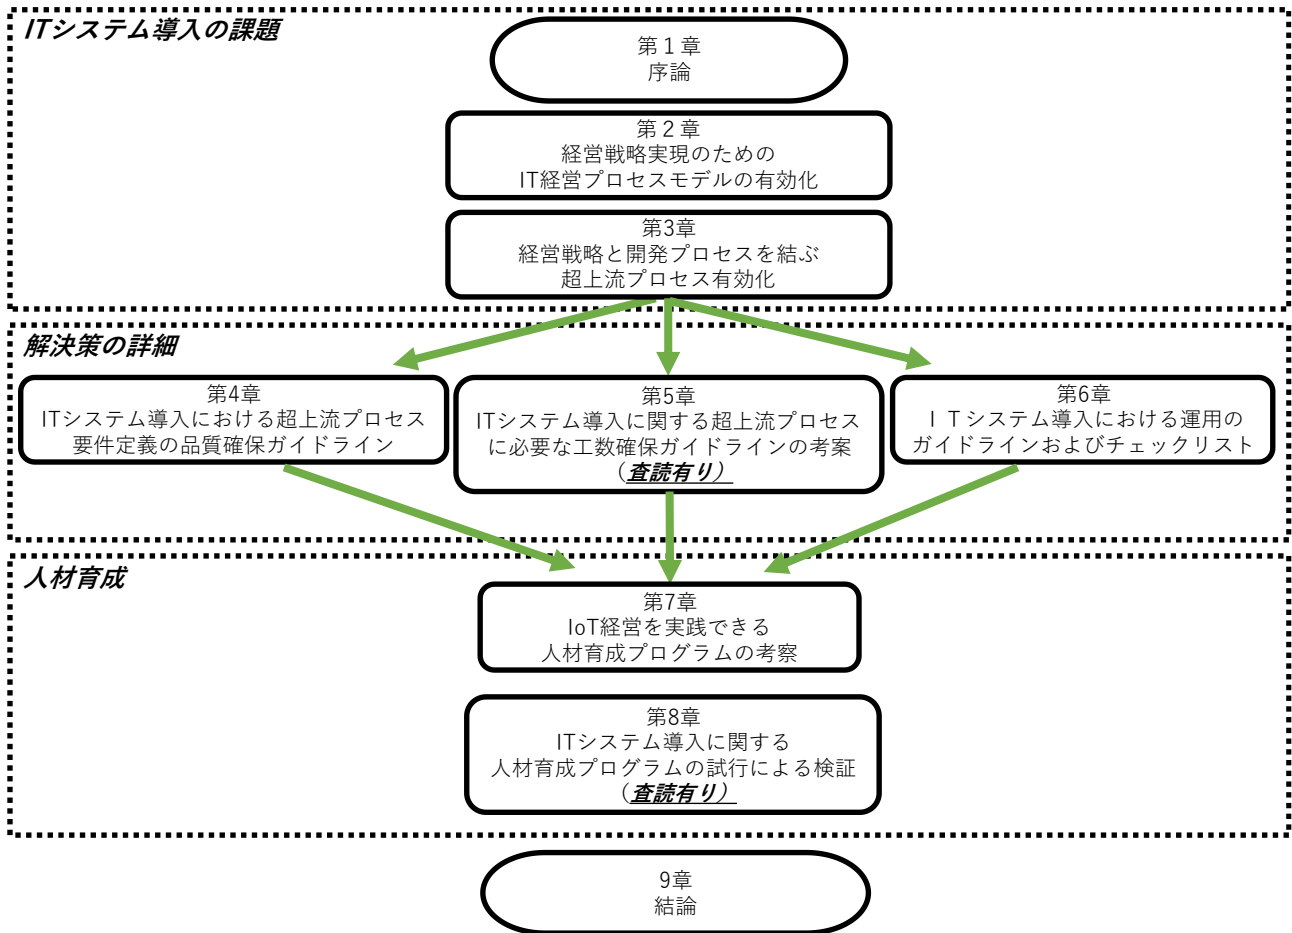 ITシステム導入の課題
第１章
序論
第２章
経営戦略実現のための
IT経営プロセスモデルの有効化
第3章
経営戦略と開発プロセスを結ぶ
超上流プロセス有効化
解決策の詳細
第4章
ITシステム導入における超上流プロセス
要件定義の品質確保ガイドライン
第5章
ITシステム導入に関する超上流プロセス
に必要な工数確保ガイドラインの考案
（査読有り）
第6章
ＩＴシステム導入における運用の
ガイドラインおよびチェックリスト
人材育成
第7章
IoT経営を実践できる
人材育成プログラムの考察
第8章
ITシステム導入に関する
人材育成プログラムの試行による検証
（査読有り）
9章
結論